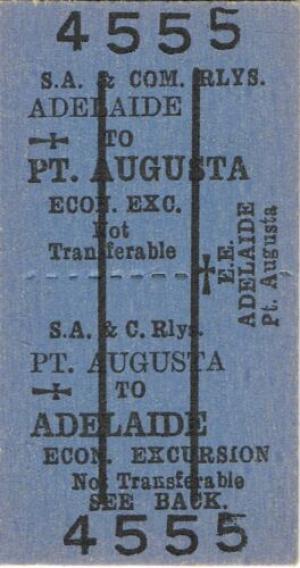 4555
S.A. & COM. RLYS.
ADELAIDE
TO
PT. AUGUSTA
ECON. EXC.
Not
Transferable
E.E.
ADELAIDE
Pt. Augusta
S.A. & C. Rlys.
PT. AUGUSTA
TO
ADELAIDE
ECON. EXCURSION
Not Transferable
SEE BACK.
4555